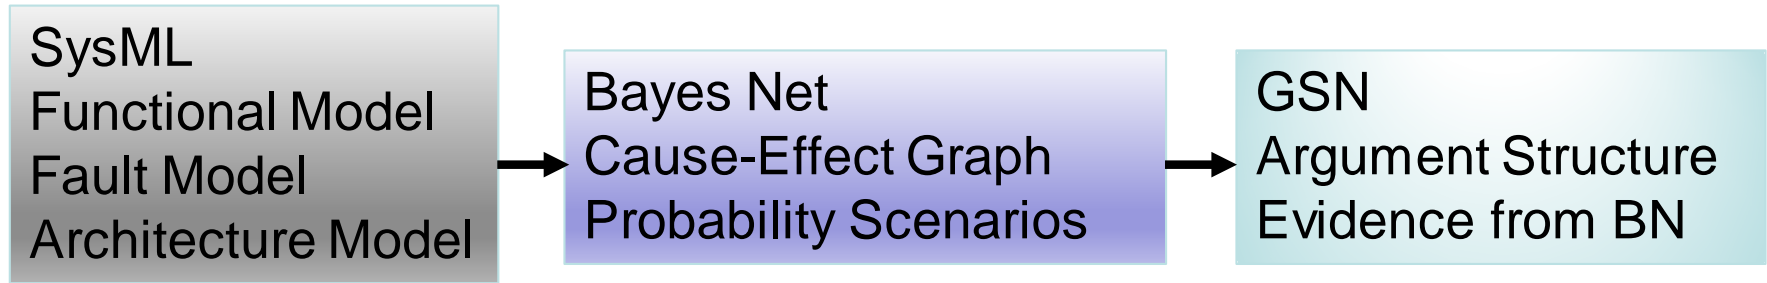 SysML
Functional Model
Fault Model
Architecture Model
Bayes Net
Cause-Effect Graph
Probability Scenarios
GSN
Argument Structure
Evidence from BN